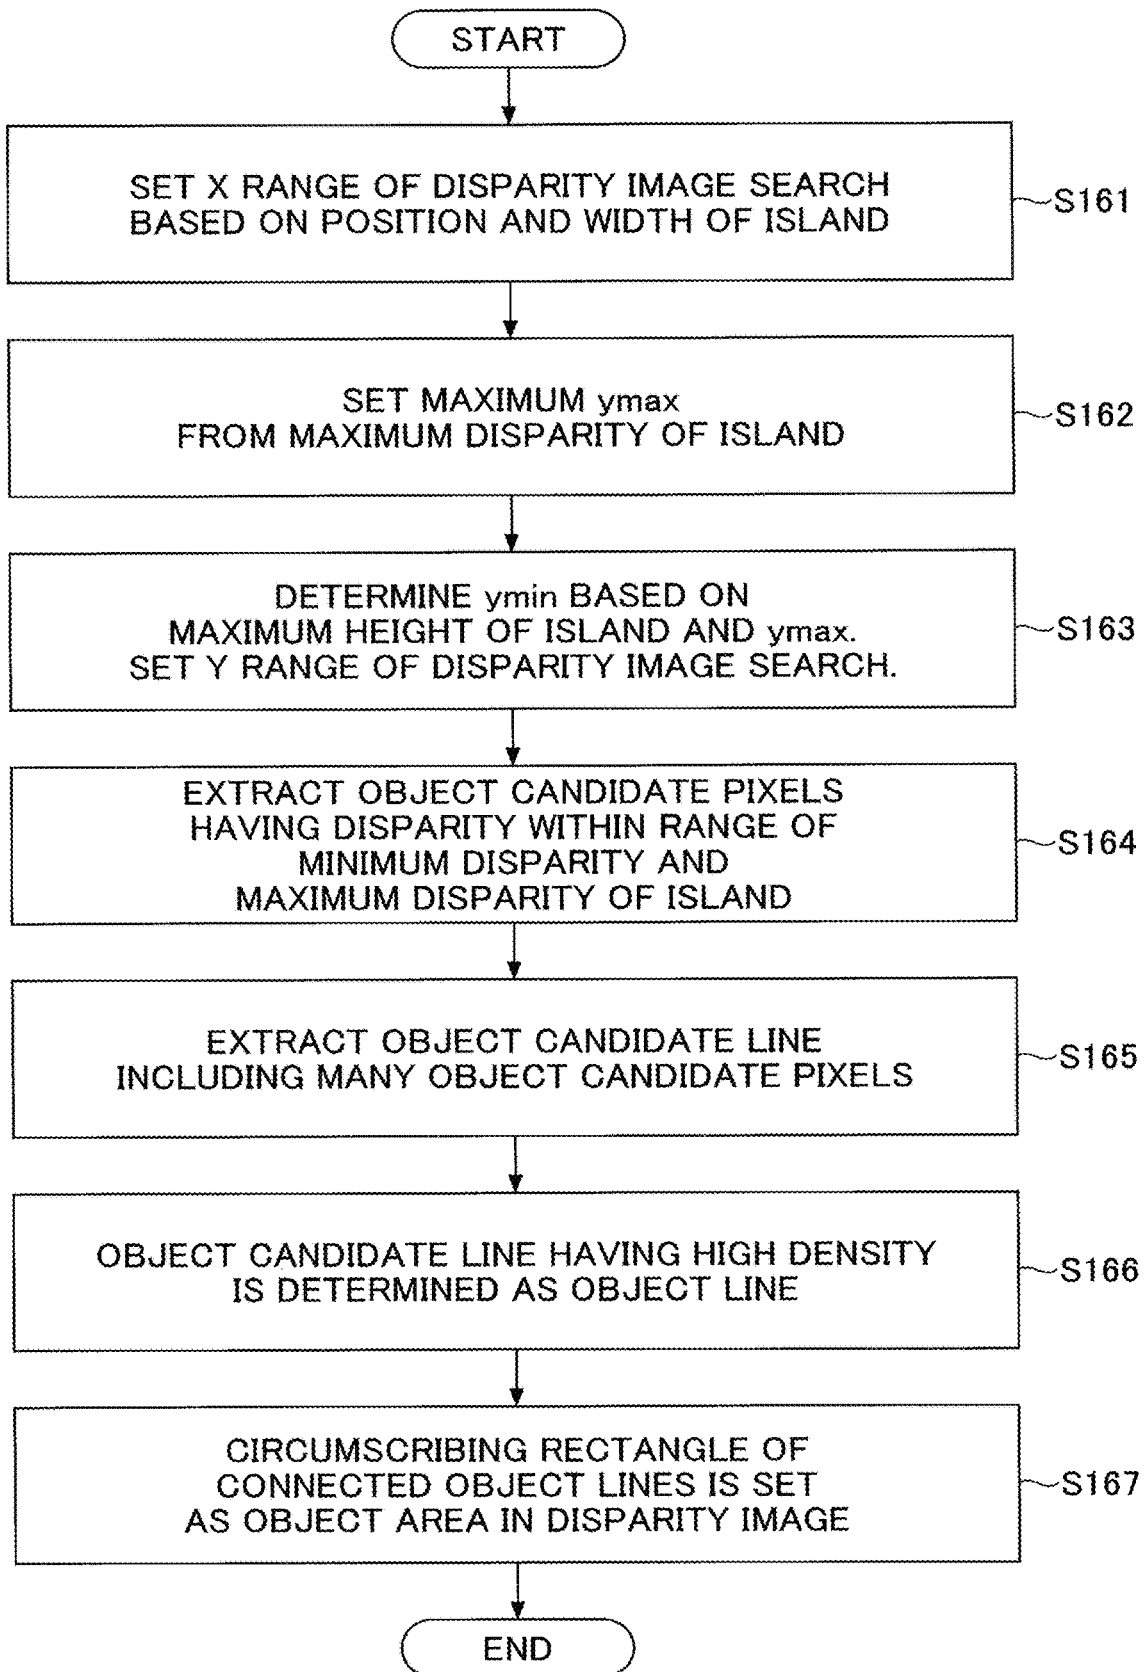 START
SET X RANGE OF DISPARITY IMAGE SEARCH
BASED ON POSITION AND WIDTH OF ISLAND
S161
SET MAXIMUM ymax
FROM MAXIMUM DISPARITY OF ISLAND
S162
DETERMINE ymin BASED ON
MAXIMUM HEIGHT OF ISLAND AND ymax.
SET Y RANGE OF DISPARITY IMAGE SEARCH.
S163
EXTRACT OBJECT CANDIDATE PIXELS
HAVING DISPARITY WITHIN RANGE OF
MINIMUM DISPARITY AND
MAXIMUM DISPARITY OF ISLAND
S164
EXTRACT OBJECT CANDIDATE LINE
INCLUDING MANY OBJECT CANDIDATE PIXELS
S165
OBJECT CANDIDATE LINE HAVING HIGH DENSITY
IS DETERMINED AS OBJECT LINE
S166
CIRCUMSCRIBING RECTANGLE OF
CONNECTED OBJECT LINES IS SET
AS OBJECT AREA IN DISPARITY IMAGE
S167
END